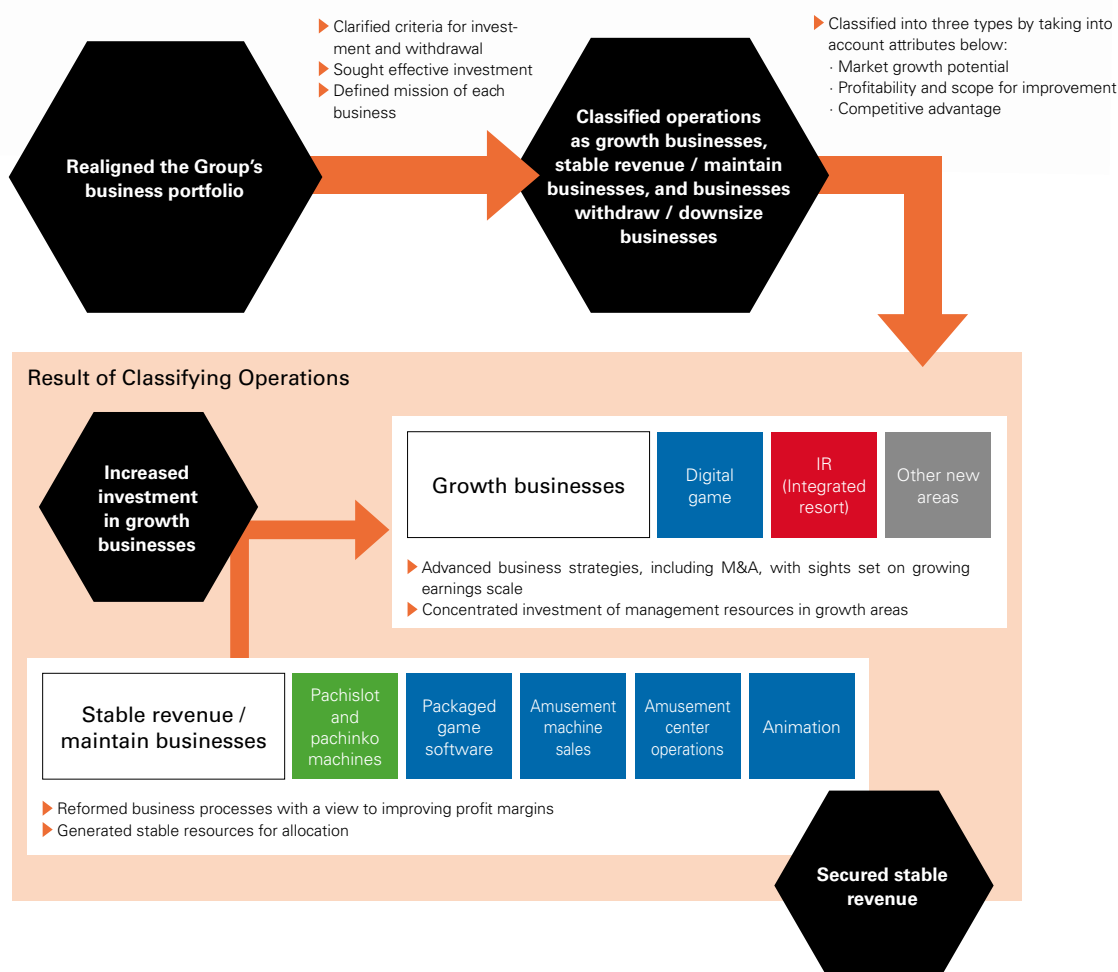 Realigned the Group's
business portfolio
▶ Clarified criteria for invest-
ment and withdrawal
▶ Sought effective investment
▶ Defined mission of each
business
Classified operations
as growth businesses,
stable revenue / maintain
businesses, and businesses
withdraw / downsize
businesses
▶ Classified into three types by taking into
account attributes below:
· Market growth potential
· Profitability and scope for improvement
· Competitive advantage
Result of Classifying Operations
Increased
investment
in growth
businesses
Growth businesses
Digital
game
IR
(Integrated
resort)
Other new
areas
▶ Advanced business strategies, including M&A, with sights set on growing
earnings scale
▶ Concentrated investment of management resources in growth areas
Stable revenue /
maintain businesses
Pachislot
and
pachinko
machines
Packaged
game
software
Amusement
machine
sales
Amusement
center
operations
Animation
▶ Reformed business processes with a view to improving profit margins
▶ Generated stable resources for allocation
Secured stable
revenue